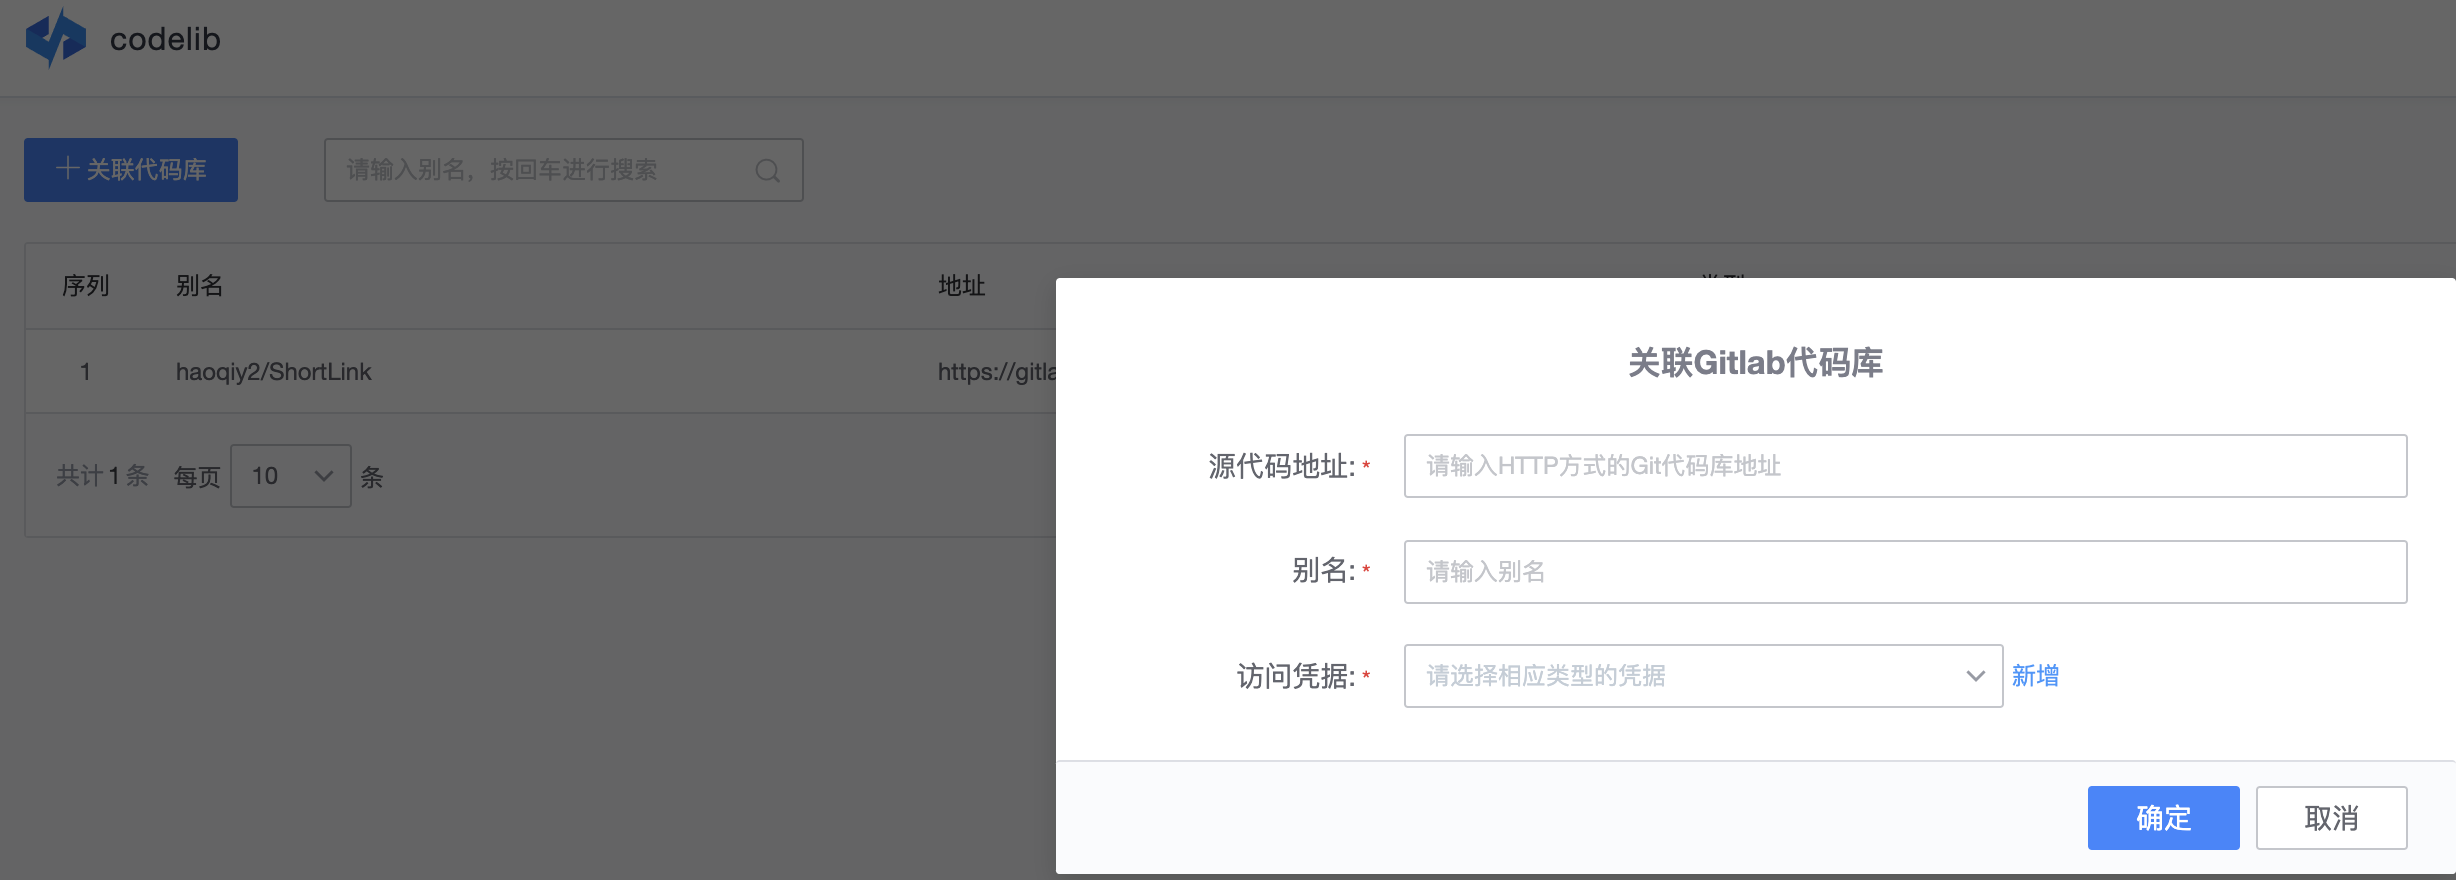 codelib
关联代码库
请输入别名，按回车进行搜索
序列 别名 地址
1 haoqiy2/ShortLink https://gitla
共计 1 条 每页 10 条
关联Gitlab代码库
源代码地址:* 请输入HTTP方式的Git代码库地址
别名:* 请输入别名
访问凭据:* 请选择相应类型的凭据 新增
确定 取消